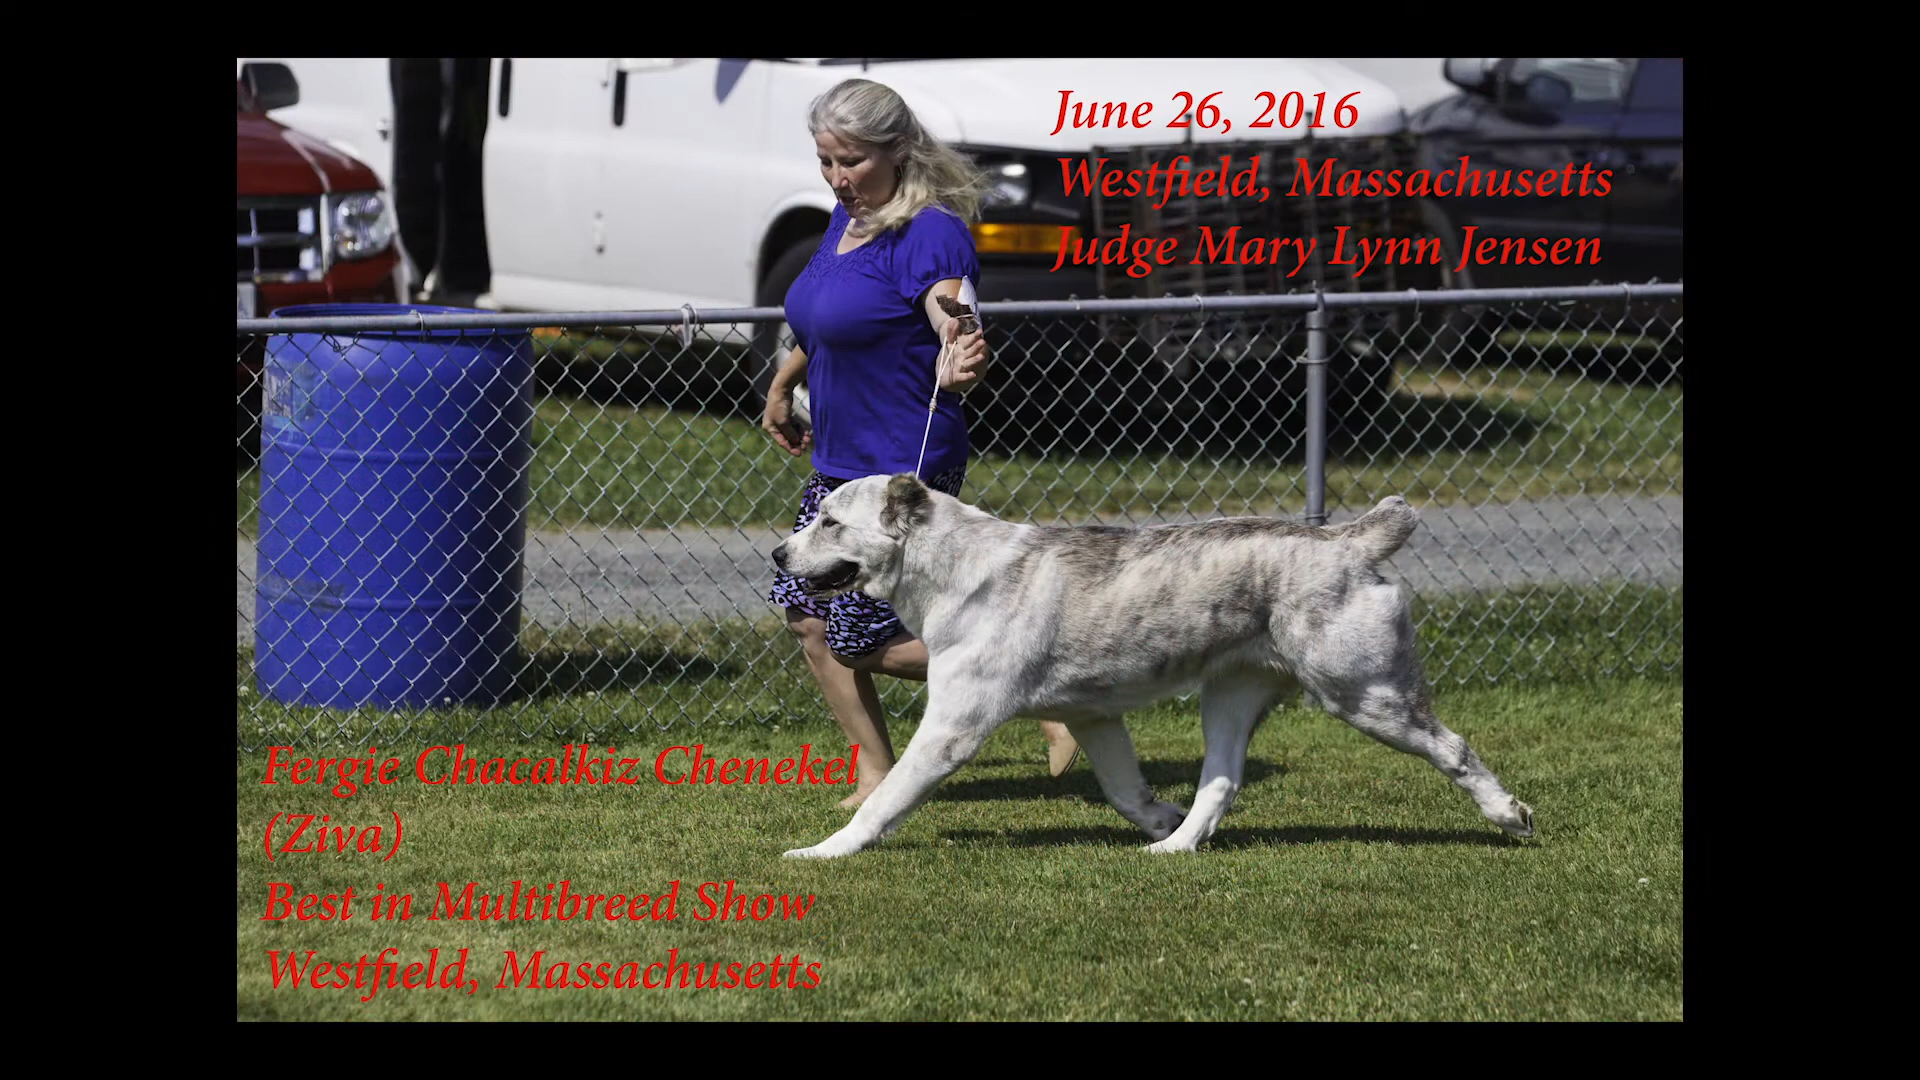 June 26, 2016
Westfield, Massachusetts
Judge Mary Lynn Jensen
Fergie Chacalkiz Chenekel
(Ziva)
Best in Multibreed Show
Westfield, Massachusetts